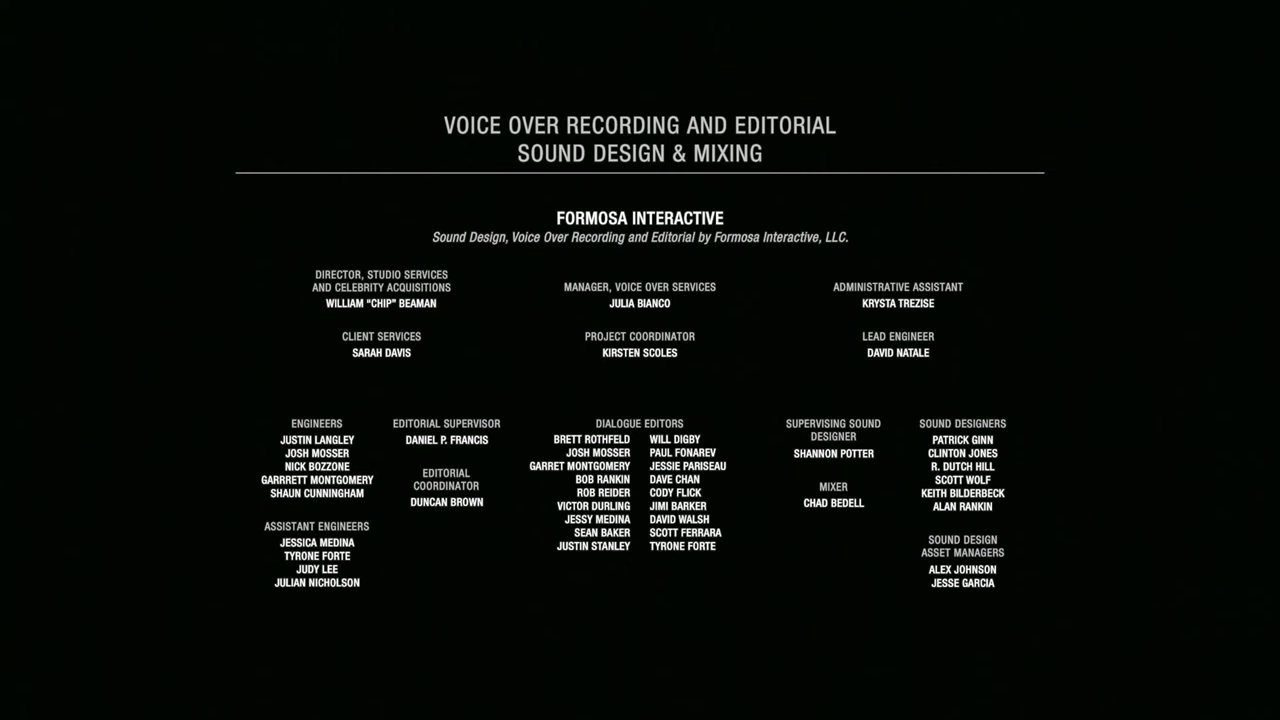 VOICE OVER RECORDING AND EDITORIAL
SOUND DESIGN & MIXING
FORMOSA INTERACTIVE
Sound Design, Voice Over Recording and Editorial by Formosa Interactive, LLC.
DIRECTOR, STUDIO SERVICES
AND CELEBRITY ACQUISITIONS
WILLIAM “CHIP” BEAMAN
MANAGER, VOICE OVER SERVICES
JULIA BIANCO
ADMINISTRATIVE ASSISTANT
KRYSTA TREZISE
CLIENT SERVICES
SARAH DAVIS
PROJECT COORDINATOR
KIRSTEN SCOLES
LEAD ENGINEER
DAVID NATALE
ENGINEERS
JUSTIN LANGLEY
JOSH MOSSER
NICK BOZZONE
GARRRETT MONTGOMERY
SHAUN CUNNINGHAM
ASSISTANT ENGINEERS
JESSICA MEDINA
TYRONE FORTE
JUDY LEE
JULIAN NICHOLSON
EDITORIAL SUPERVISOR
DANIEL P. FRANCIS
EDITORIAL
COORDINATOR
DUNCAN BROWN
DIALOGUE EDITORS
BRETT ROTHFELD
JOSH MOSSER
GARRET MONTGOMERY
BOB RANKIN
ROB REIDER
VICTOR DURLING
JESSY MEDINA
SEAN BAKER
JUSTIN STANLEY
WILL DIGBY
PAUL FONAREV
JESSIE PARISEAU
DAVE CHAN
CODY FLICK
JIMI BARKER
DAVID WALSH
SCOTT FERRARA
TYRONE FORTE
SUPERVISING SOUND
DESIGNER
SHANNON POTTER
MIXER
CHAD BEDELL
SOUND DESIGNERS
PATRICK GINN
CLINTON JONES
R. DUTCH HILL
SCOTT WOLF
KEITH BILDERBECK
ALAN RANKIN
SOUND DESIGN
ASSET MANAGERS
ALEX JOHNSON
JESSE GARCIA